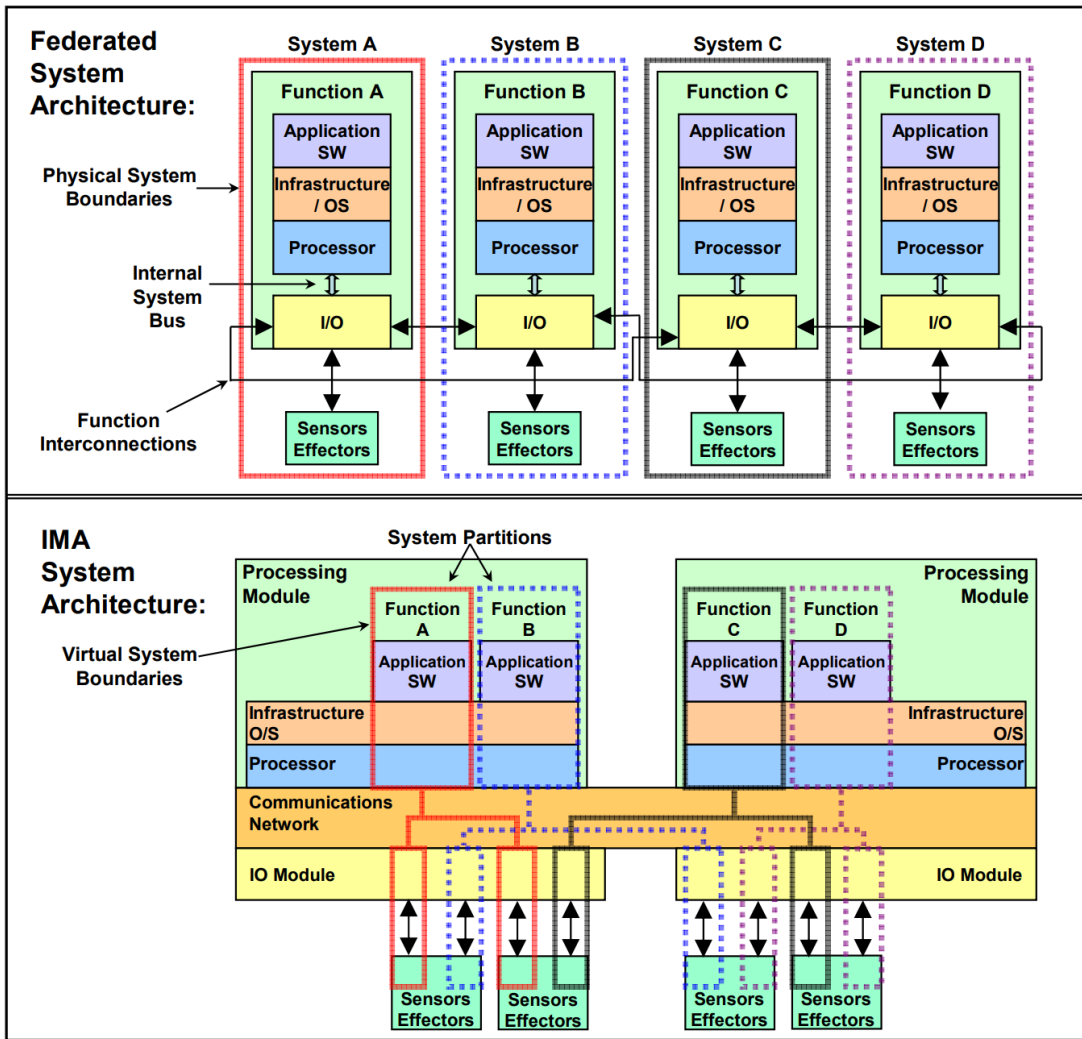 Federated
System
Architecture:
System A
System B
System C
System D
Function A
Function B
Function C
Function D
Application
SW
Application
SW
Application
SW
Application
SW
Physical System
Boundaries
Infrastructure
/ OS
Infrastructure
/ OS
Infrastructure
/ OS
Infrastructure
/ OS
Processor
Processor
Processor
Processor
Internal
System
Bus
I/O
I/O
I/O
I/O
Function
Interconnections
Sensors
Effectors
Sensors
Effectors
Sensors
Effectors
Sensors
Effectors
IMA
System
Architecture:
System Partitions
Processing
Module
Processing
Module
Function
A
Function
B
Function
C
Function
D
Virtual System
Boundaries
Application
SW
Application
SW
Application
SW
Application
SW
Infrastructure
O/S
Infrastructure
O/S
Processor
Processor
Communications
Network
IO Module
IO Module
Sensors
Effectors
Sensors
Effectors
Sensors
Effectors
Sensors
Effectors